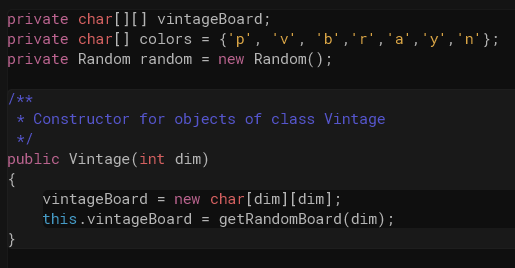 private char[][] vintageBoard;
private char[] colors = {'p', 'v', 'b','r','a','y','n'};
private Random random = new Random();
/**
 * Constructor for objects of class Vintage
 */
public Vintage(int dim)
{
    vintageBoard = new char[dim][dim];
    this.vintageBoard = getRandomBoard(dim);
}